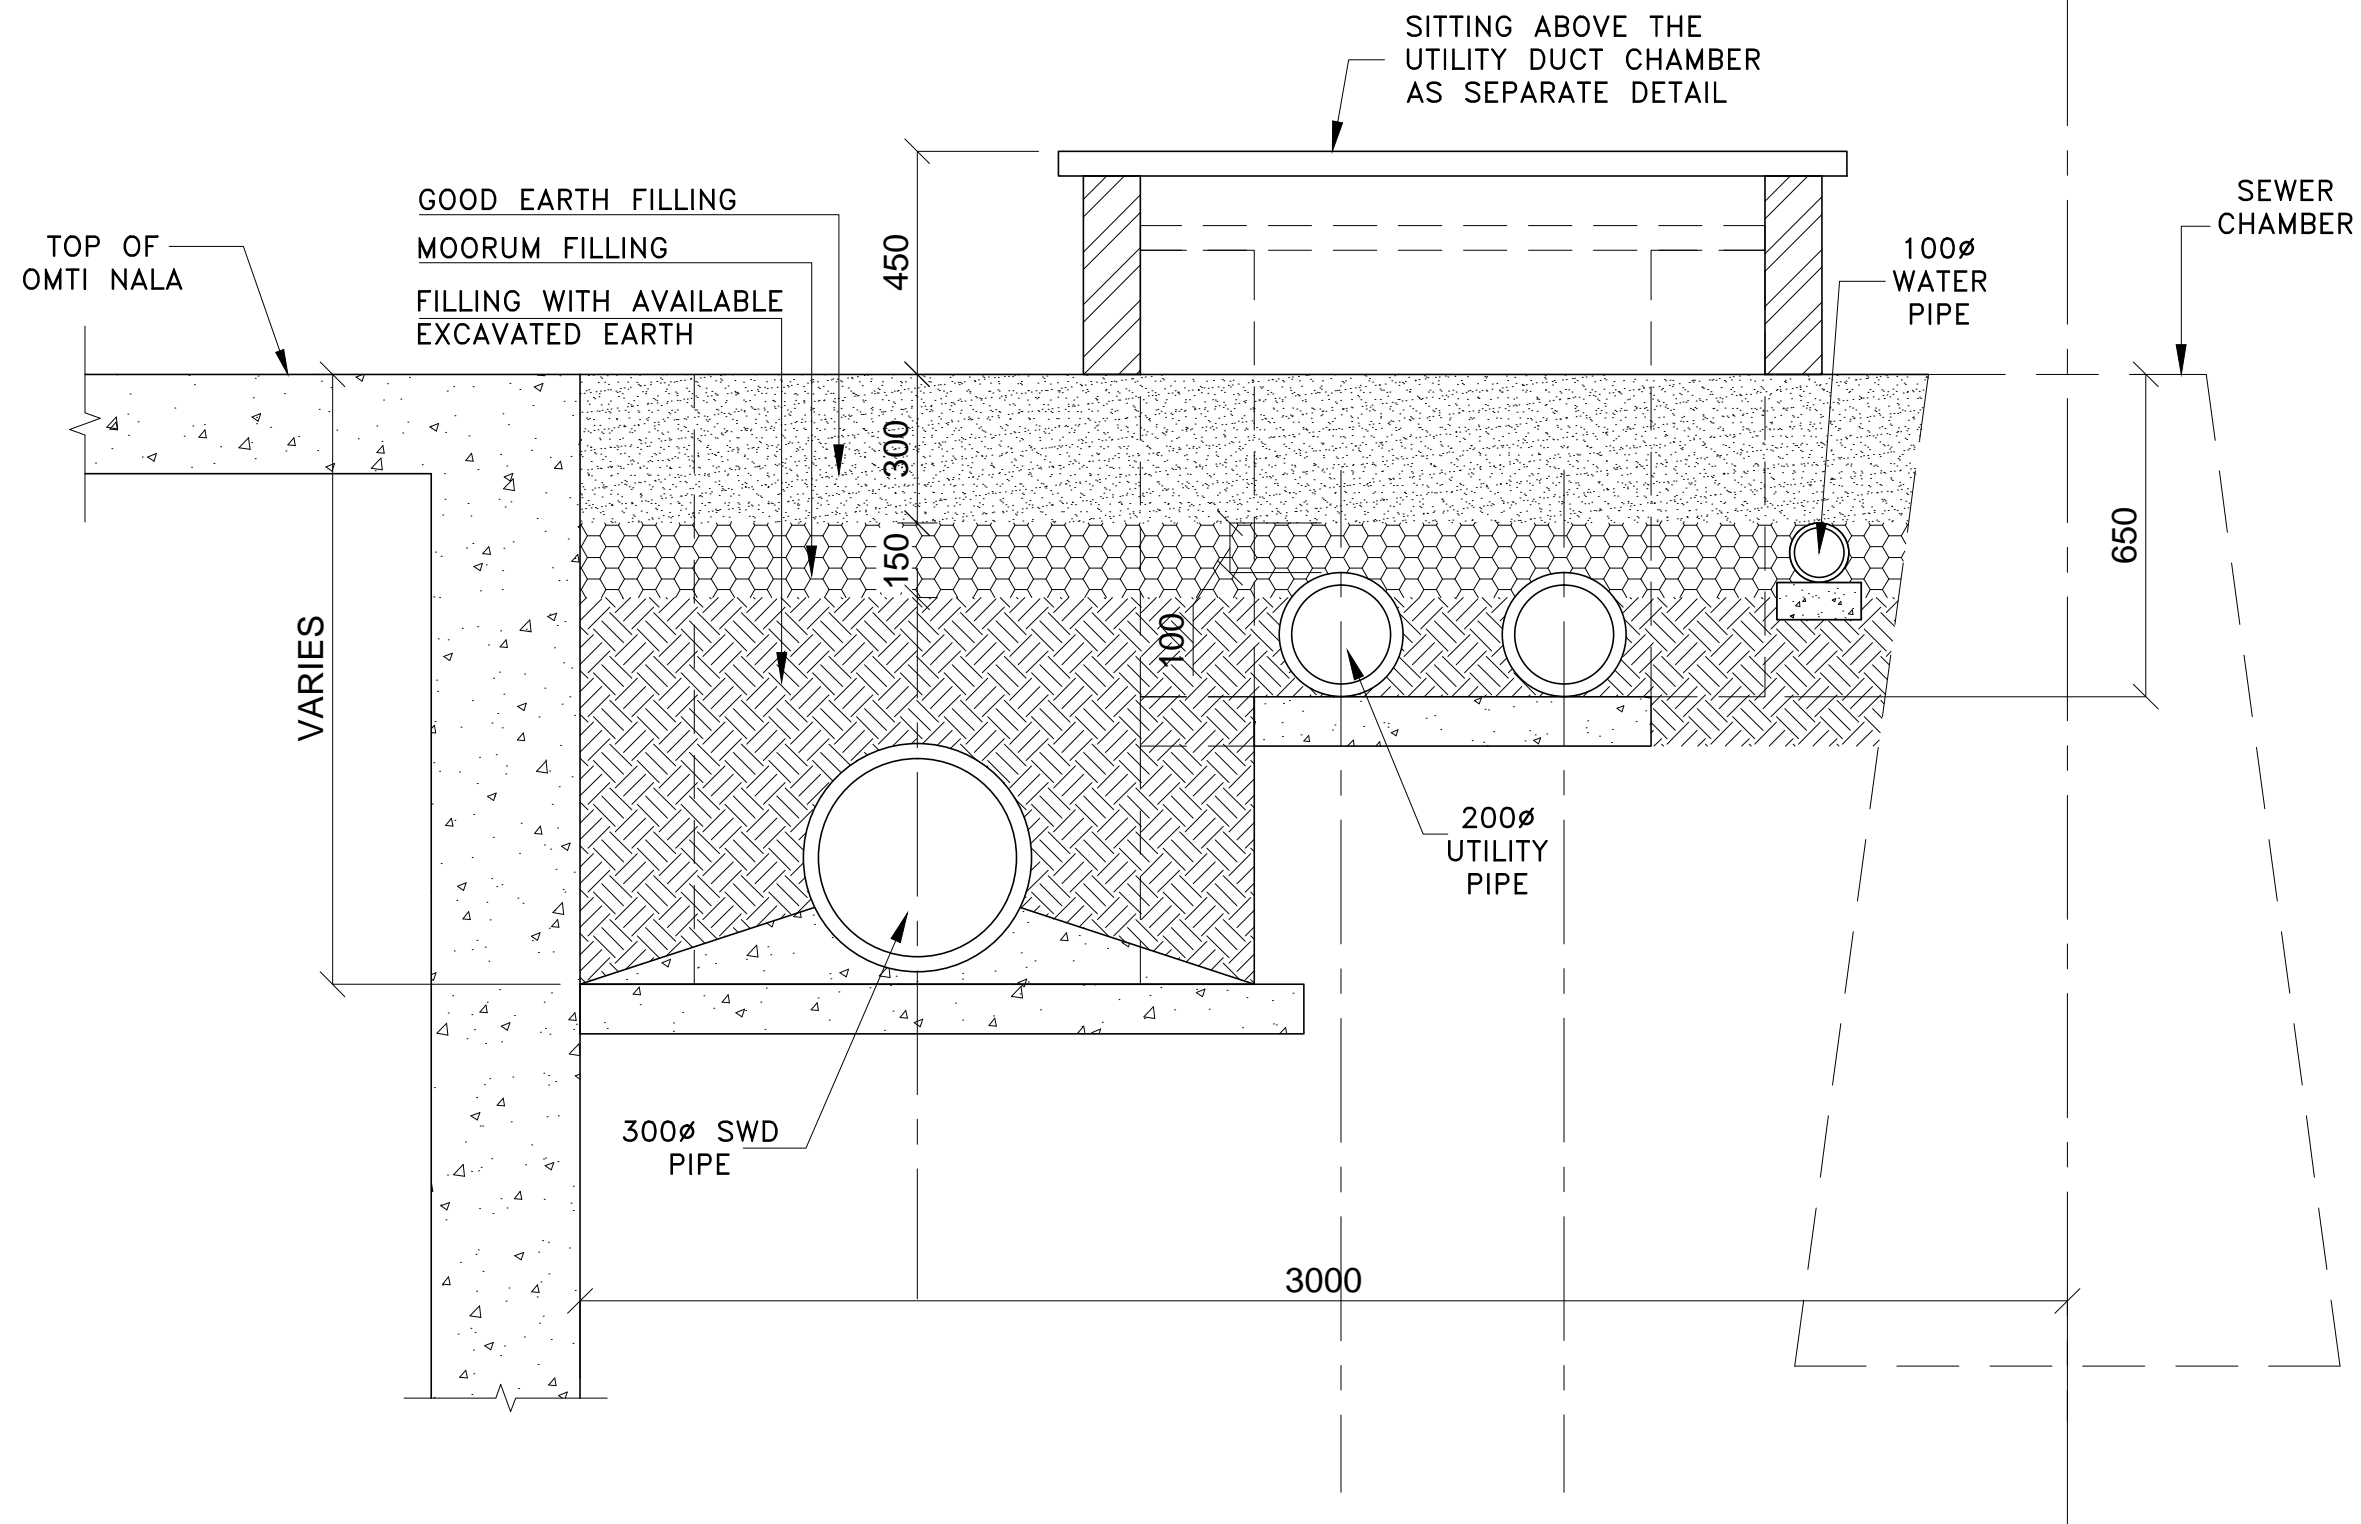 SITTING ABOVE THE
UTILITY DUCT CHAMBER
AS SEPARATE DETAIL
GOOD EARTH FILLING
MOORUM FILLING
FILLING WITH AVAILABLE
EXCAVATED EARTH
TOP OF
OMTI NALA
SEWER
CHAMBER
100ø
WATER
PIPE
450
300
150
100
650
VARIES
200ø
UTILITY
PIPE
300ø SWD
PIPE
3000